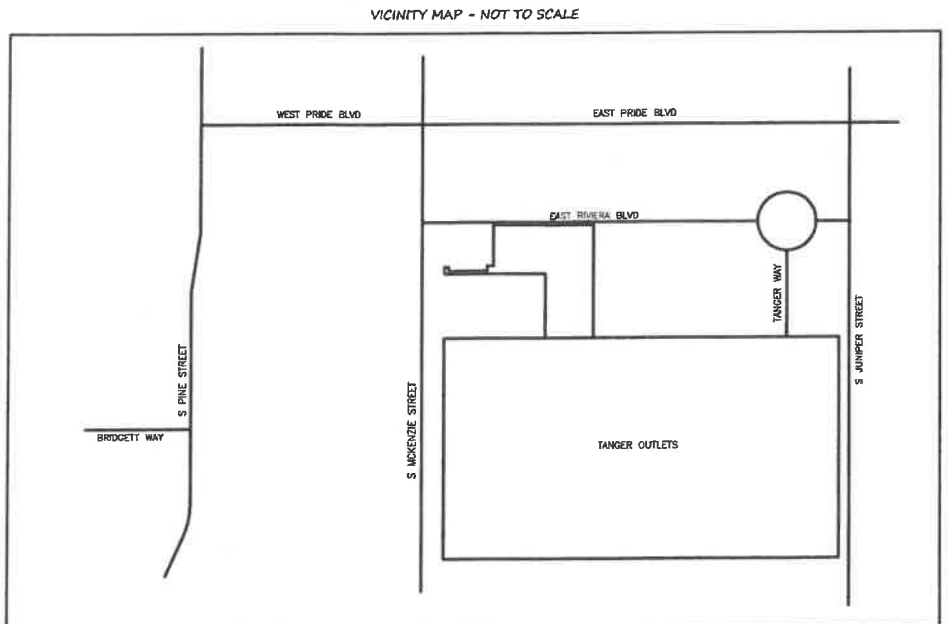 VICINITY MAP - NOT TO SCALE
WEST PRIDE BLVD
EAST PRIDE BLVD
EAST RIVIERA BLVD
TANGER WAY
S JUNIPER STREET
S PINE STREET
S MCKENZIE STREET
BRIDGETT WAY
TANGER OUTLETS